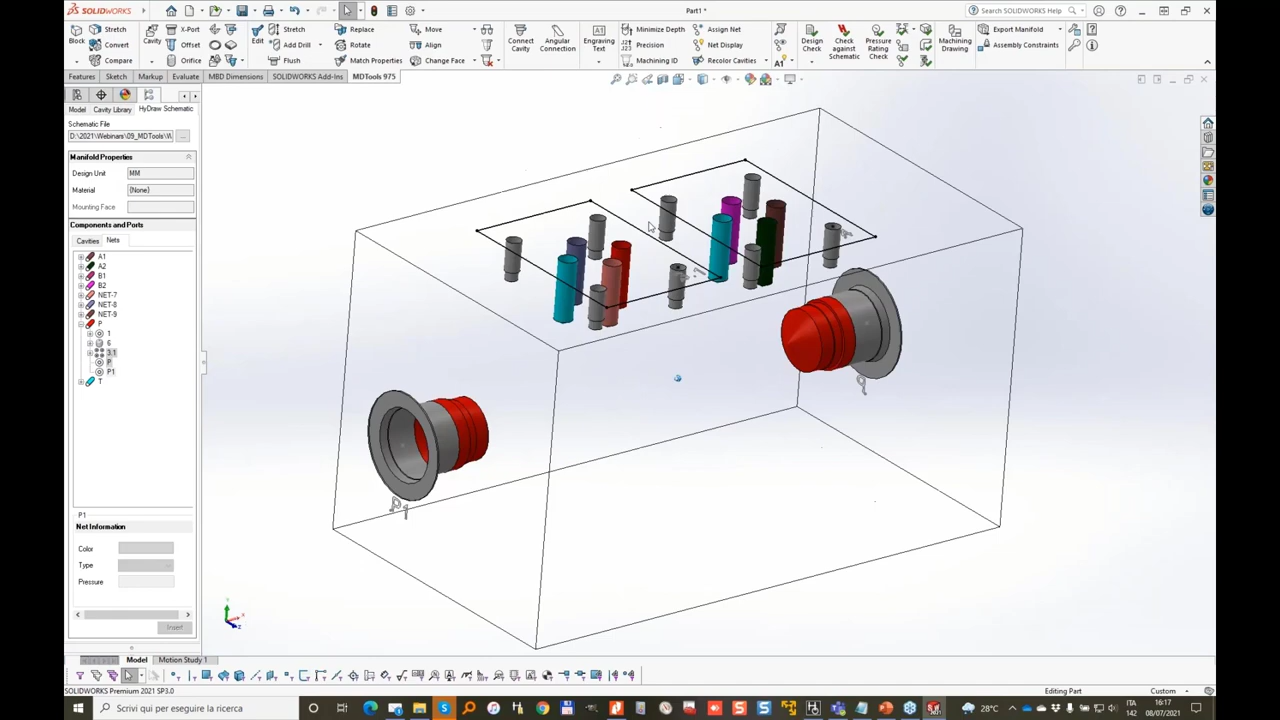 SOLIDWORKS
Part1 *
Search SOLIDWORKS
Block
Stretch
Convert
Compare
Cavity
X-Port
Offset
Orifice
Edit
Stretch
Add Drill
Flush
Replace
Rotate
Match Properties
Move
Align
Change Face
Connect Cavity
Angular Connection
Engraving Text
Minimize Depth
Precision
Machining ID
Assign Net
Net Display
Recolor Cavities
Design Check
Check against Schematic
Pressure Rating Check
Machining Drawing
Export Manifold
Assembly Constraints
Features
Sketch
Markup
Evaluate
MBD Dimensions
SOLIDWORKS Add-Ins
MDTools 975
Model
Cavity Library
HyDraw Schematic
Schematic File
D:\2021\Webinars\09_MDTools\W
...
Manifold Properties
Design Unit
MM
Material
{None}
Mounting Face
Components and Ports
Cavities
Nets
A1
A2
B1
B2
NET-7
NET-8
NET-9
P
1
6
3.1
P
P1
T
P1
Net Information
Color
Type
Pressure
Insert
P1
Model
Motion Study 1
SOLIDWORKS Premium 2021 SP3.0
Editing Part
Custom
Scrivi qui per eseguire la ricerca
28°C
ITA
16:17
08/07/2021